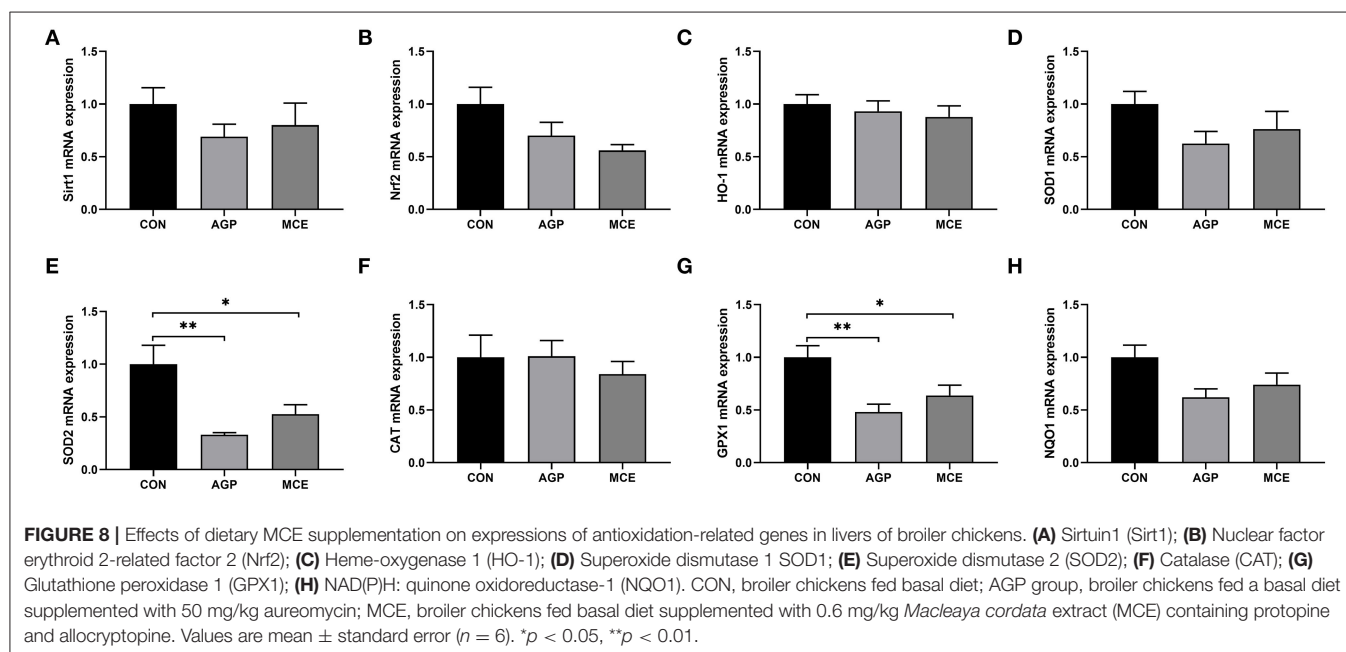 A
B
C
D
1.5
1.0
0.5
0.0
Sirt1 mRNA expression
CON
AGP
MCE
1.5
1.0
0.5
0.0
Nrf2 mRNA expression
CON
AGP
MCE
1.5
1.0
0.5
0.0
HO-1 mRNA expression
CON
AGP
MCE
1.5
1.0
0.5
0.0
SOD1 mRNA expression
CON
AGP
MCE
E
F
G
H
1.5
1.0
0.5
0.0
SOD2 mRNA expression
*
**
CON
AGP
MCE
1.5
1.0
0.5
0.0
CAT mRNA expression
CON
AGP
MCE
1.5
1.0
0.5
0.0
GPX1 mRNA expression
*
**
CON
AGP
MCE
1.5
1.0
0.5
0.0
NQO1 mRNA expression
CON
AGP
MCE
FIGURE 8 | Effects of dietary MCE supplementation on expressions of antioxidation-related genes in livers of broiler chickens. (A) Sirtuin1 (Sirt1); (B) Nuclear factor
erythroid 2-related factor 2 (Nrf2); (C) Heme-oxygenase 1 (HO-1); (D) Superoxide dismutase 1 SOD1; (E) Superoxide dismutase 2 (SOD2); (F) Catalase (CAT); (G)
Glutathione peroxidase 1 (GPX1); (H) NAD(P)H: quinone oxidoreductase-1 (NQO1). CON, broiler chickens fed basal diet; AGP group, broiler chickens fed a basal diet
supplemented with 50 mg/kg aureomycin; MCE, broiler chickens fed basal diet supplemented with 0.6 mg/kg Macleaya cordata extract (MCE) containing protopine
and allocryptopine. Values are mean ± standard error (n = 6). *p < 0.05, **p < 0.01.